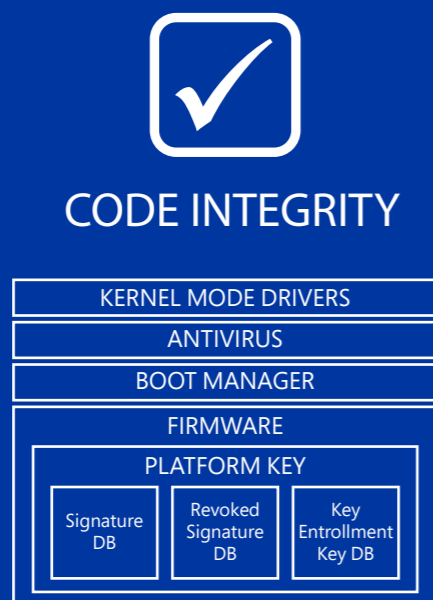 CODE INTEGRITY
KERNEL MODE DRIVERS
ANTIVIRUS
BOOT MANAGER
FIRMWARE
PLATFORM KEY
Signature
DB
Revoked
Signature
DB
Key
Entrollment
Key DB